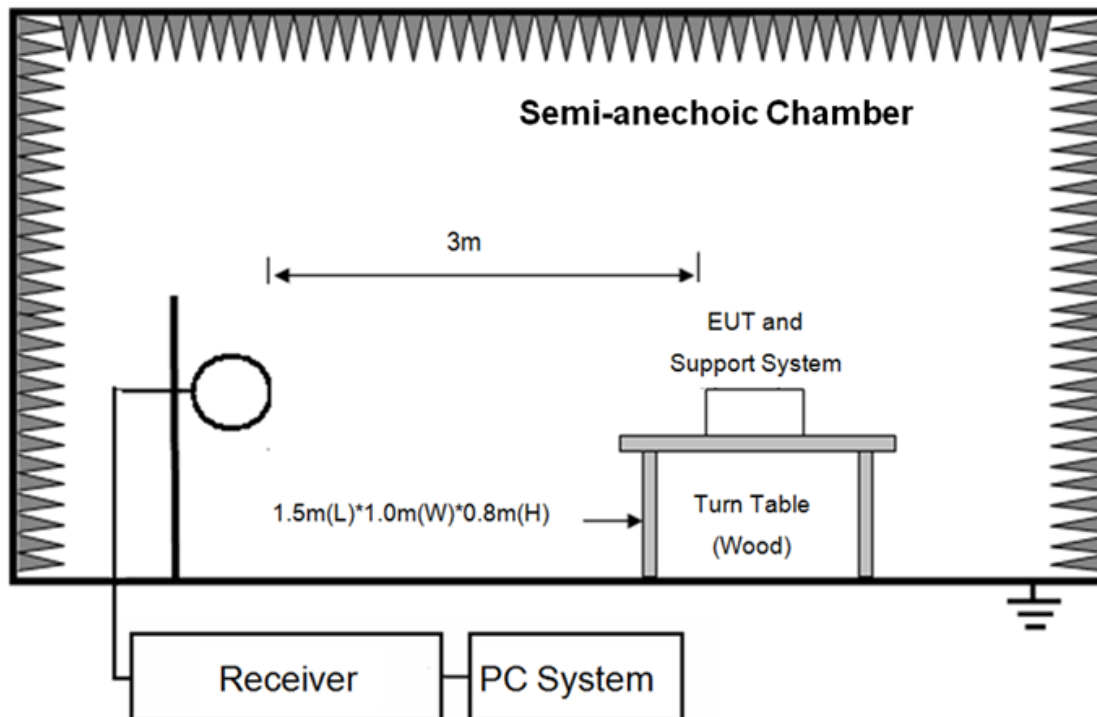 Semi-anechoic Chamber
3m
EUT and
Support System
1.5m(L)*1.0m(W)*0.8m(H)
Turn Table
(Wood)
Receiver
PC System